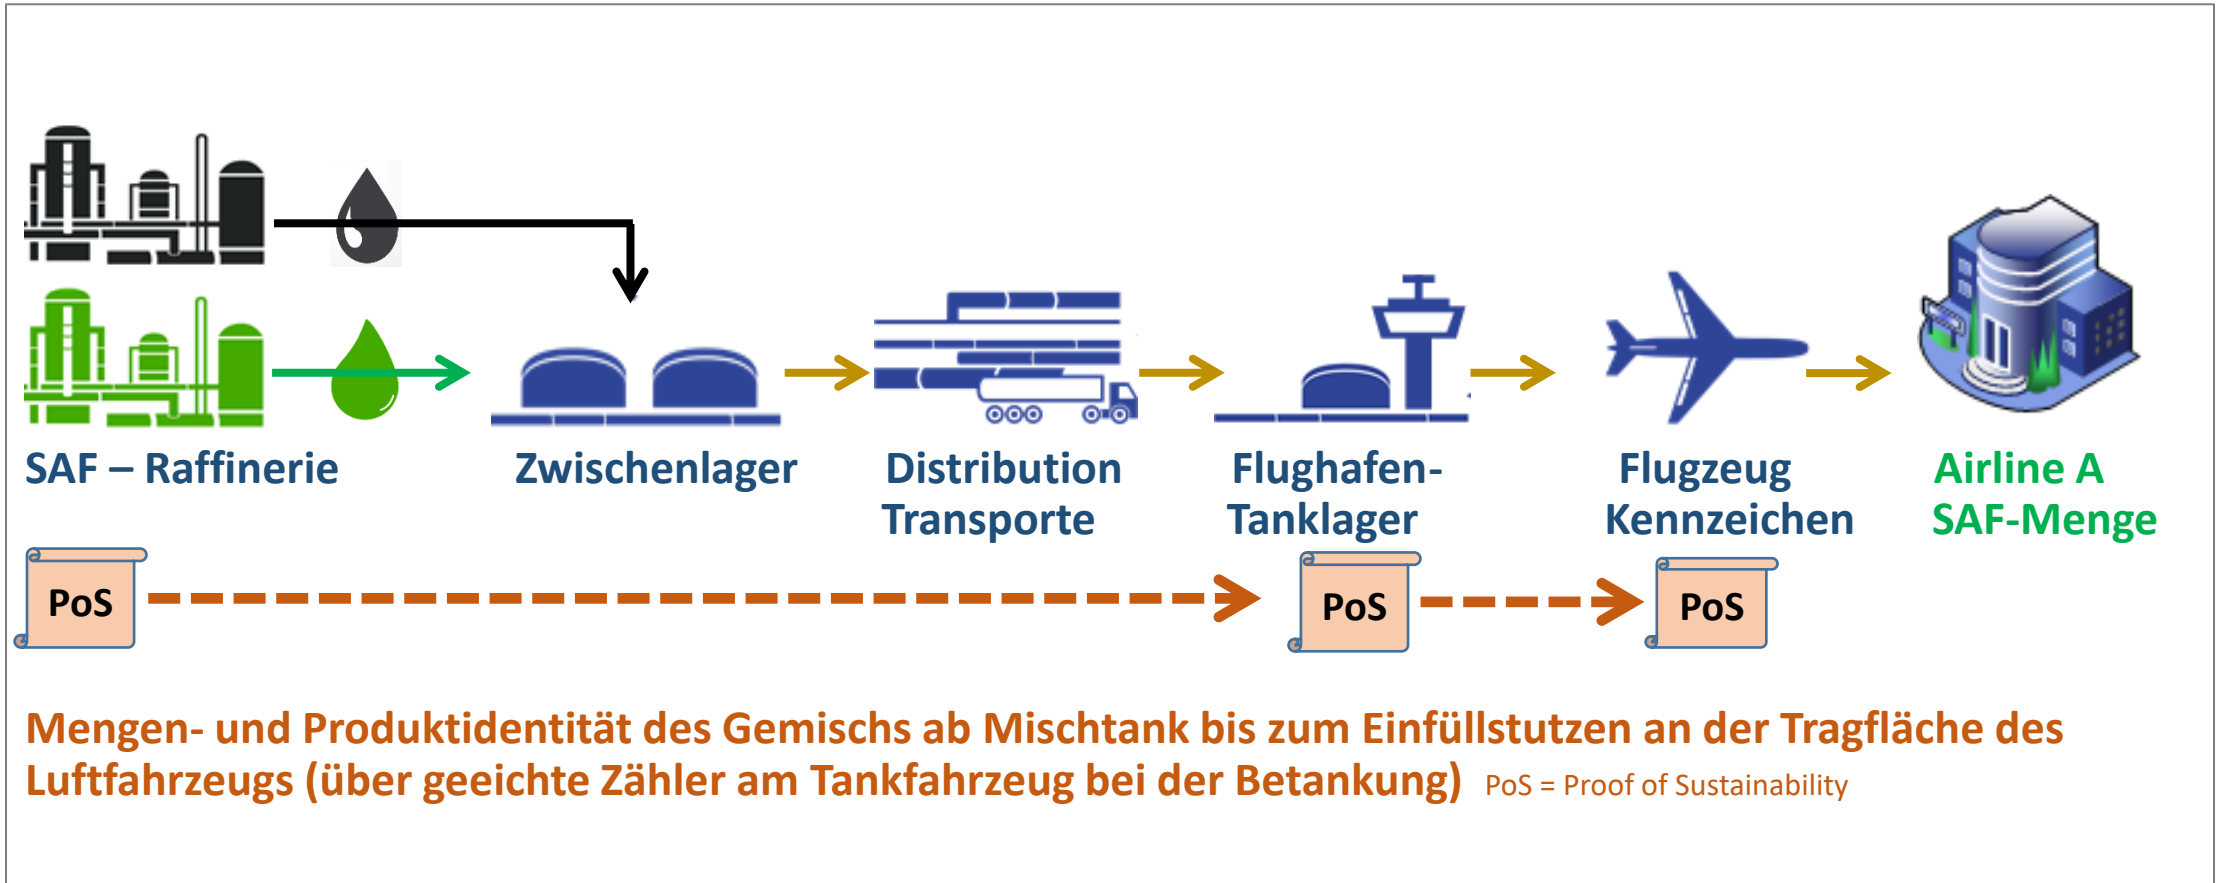 SAF – Raffinerie
Zwischenlager
Distribution
Transporte
Flughafen-
Tanklager
Flugzeug
Kennzeichen
Airline A
SAF-Menge
PoS
PoS
PoS
Mengen- und Produktidentität des Gemischs ab Mischtank bis zum Einfüllstutzen an der Tragfläche des
Luftfahrzeugs (über geeichte Zähler am Tankfahrzeug bei der Betankung) PoS = Proof of Sustainability